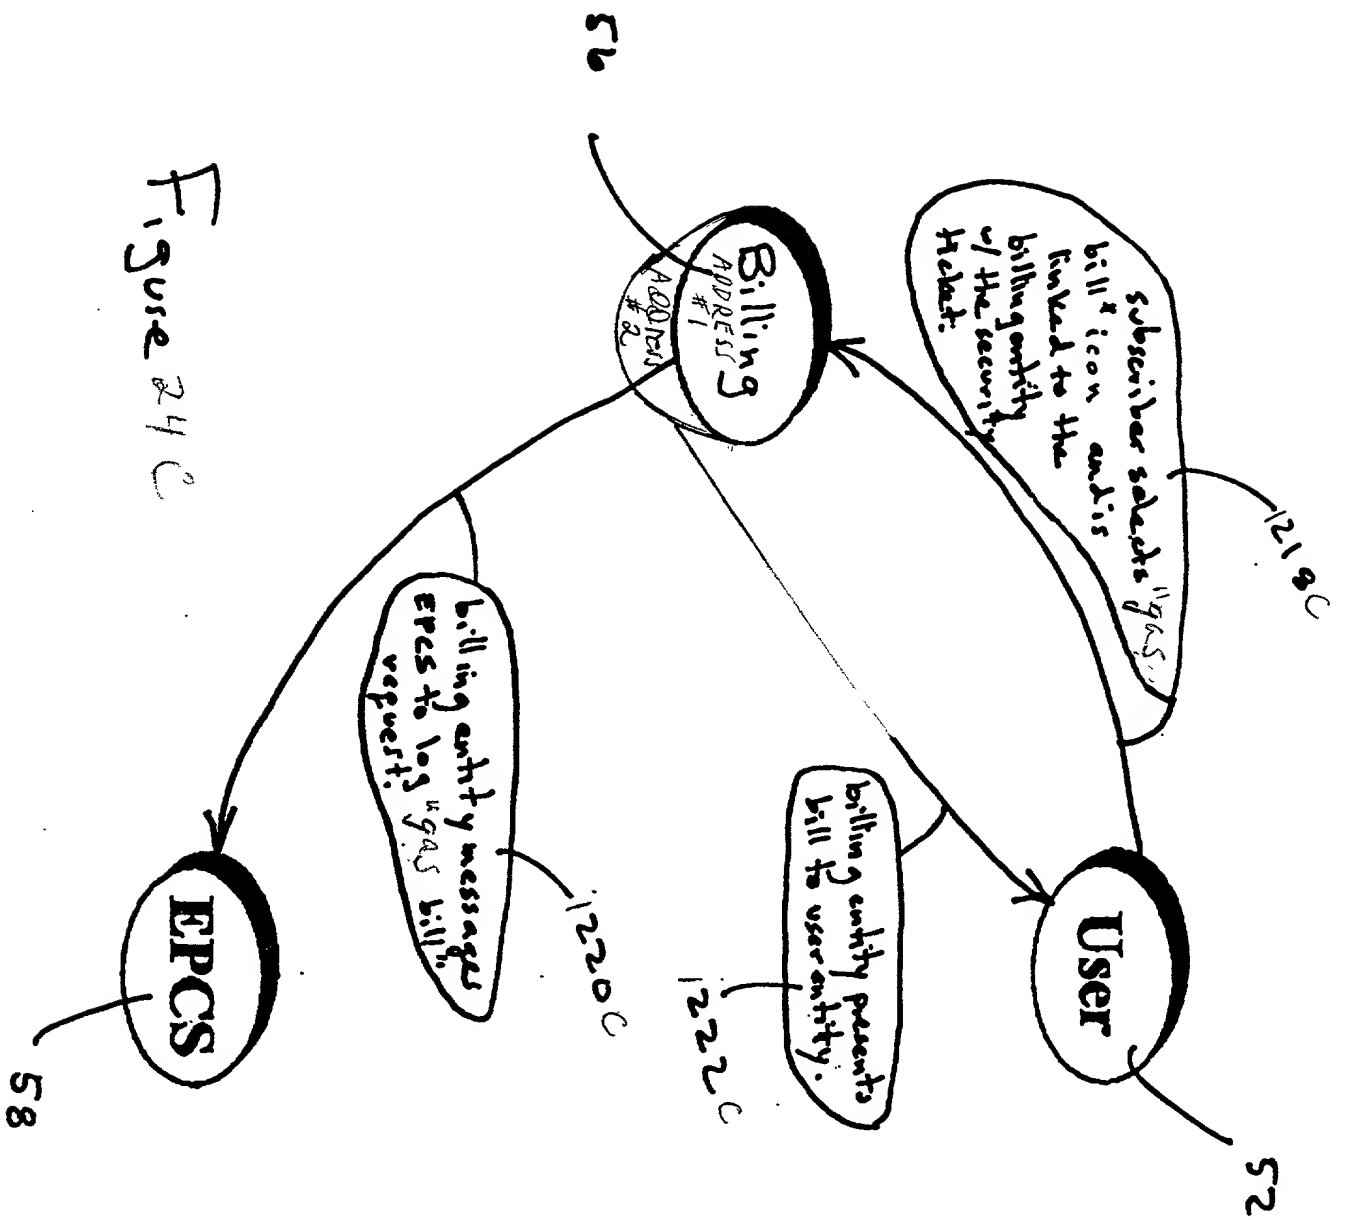 1218C
subscriber selects "gas
bill" icon and is
linked to the
billing entity
w/ the security
ticket.
52
User
56
Billing
ADDRESS
#1
ADDress
#2
billing entity presents
bill to user entity.
1222C
billing entity messages
EPCS to log "gas bill"
request.
1220C
EPCS
58
Figure 24C